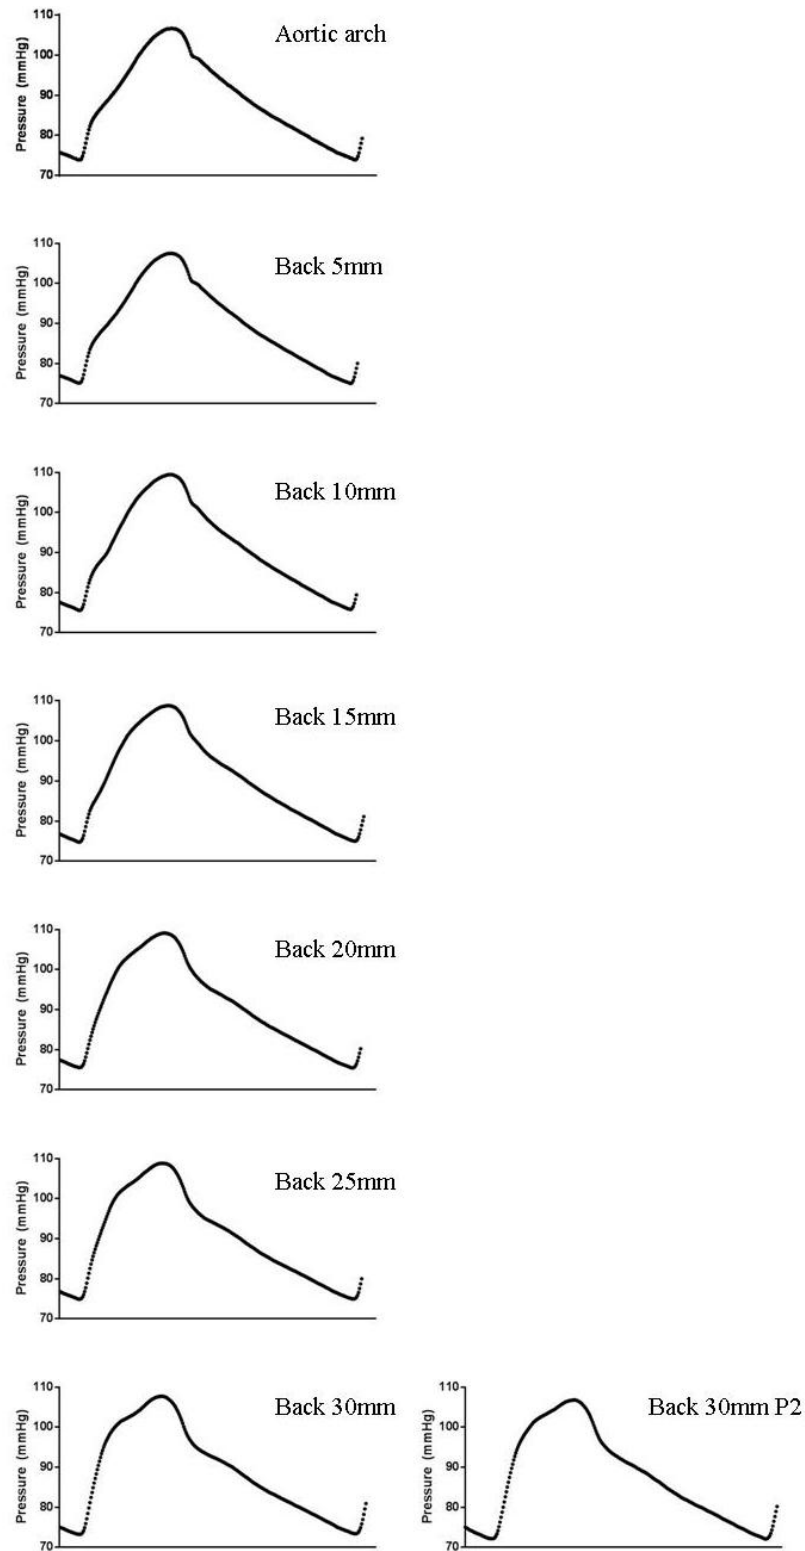 Aortic arch
Pressure (mmHg)
110
100
90
80
70
Back 5mm
Pressure (mmHg)
110
100
90
80
70
Back 10mm
Pressure (mmHg)
110
100
90
80
70
Back 15mm
Pressure (mmHg)
110
100
90
80
70
Back 20mm
Pressure (mmHg)
110
100
90
80
70
Back 25mm
Pressure (mmHg)
110
100
90
80
70
Back 30mm
Pressure (mmHg)
110
100
90
80
70
Back 30mm P2
Pressure (mmHg)
110
100
90
80
70